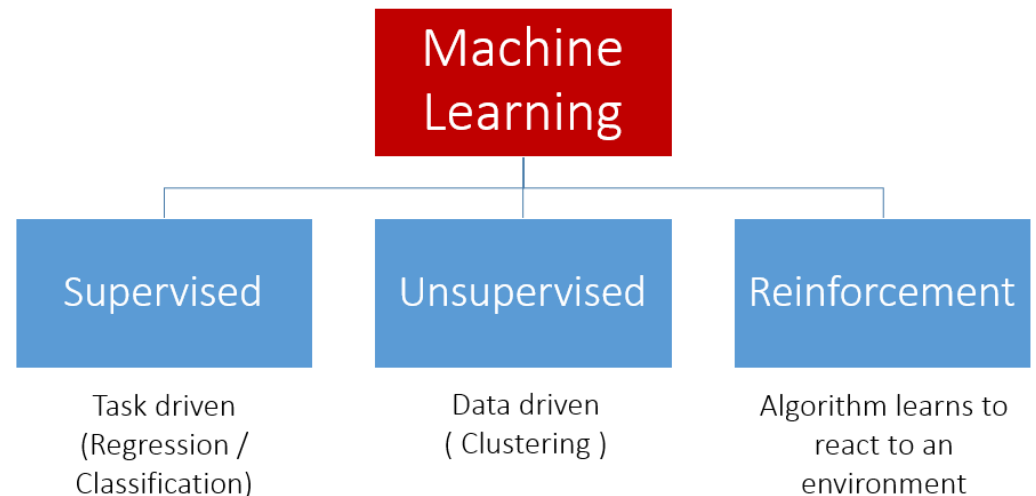 Machine
Learning
Supervised
Unsupervised
Reinforcement
Task driven
(Regression /
Classification)
Data driven
( Clustering )
Algorithm learns to
react to an
environment